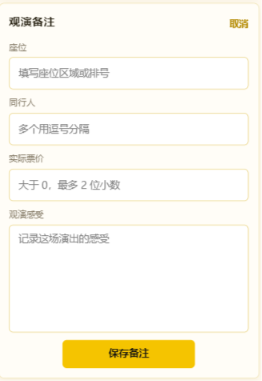 观演备注 取消
座位
填写座位区域或排号
同行人
多个用逗号分隔
实际票价
大于 0，最多 2 位小数
观演感受
记录这场演出的感受
保存备注